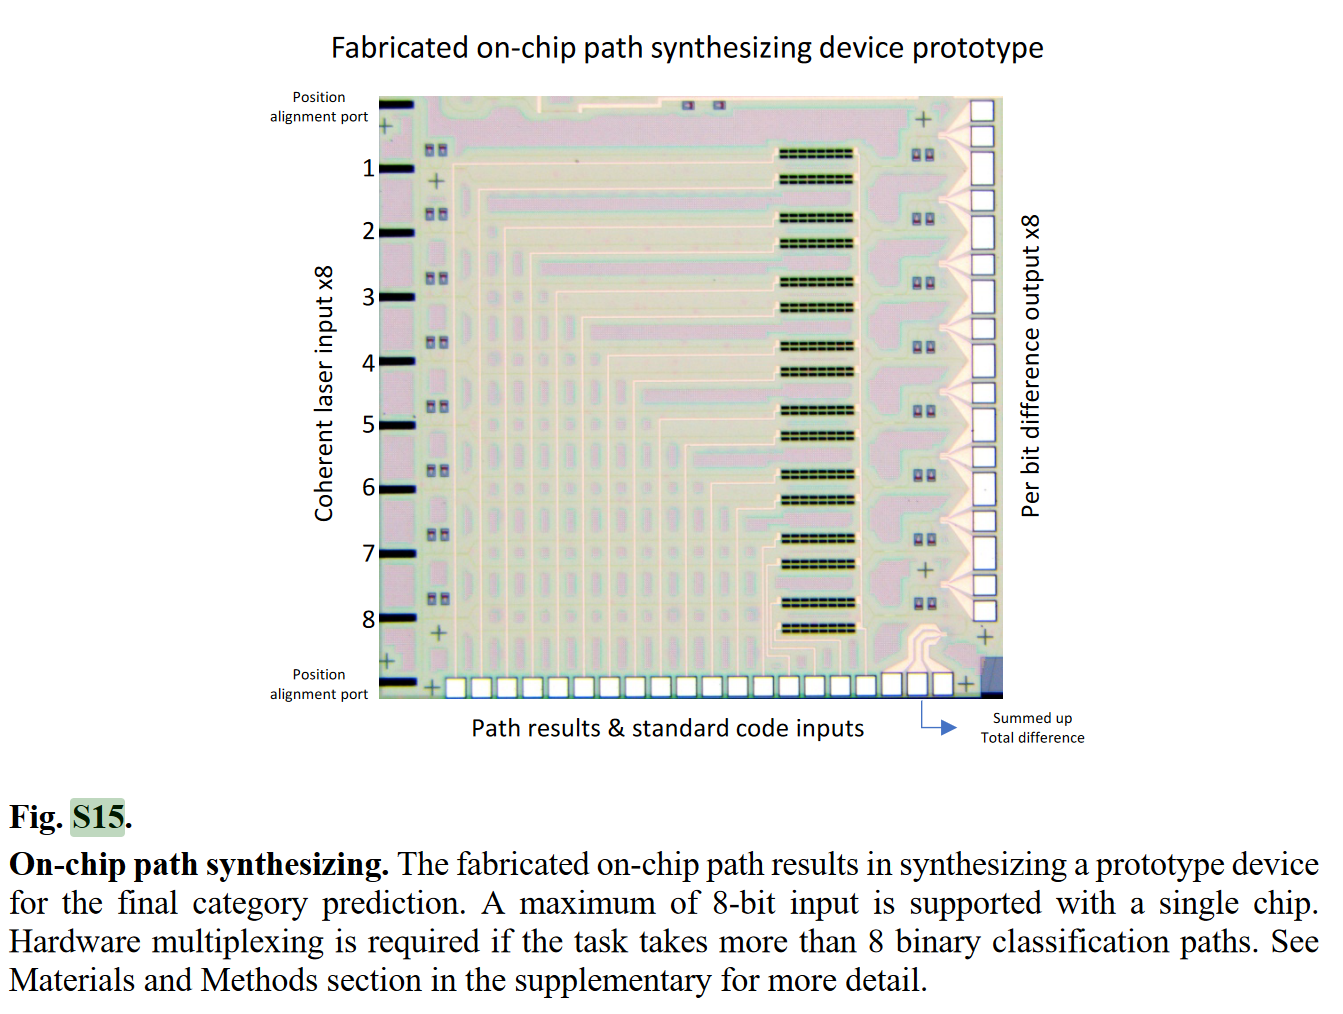 Fabricated on-chip path synthesizing device prototype
Position
alignment port
1
2
3
4
5
6
7
8
Coherent laser input x8
Per bit difference output x8
Position
alignment port
Path results & standard code inputs
Summed up
Total difference
Fig. S15.
On-chip path synthesizing. The fabricated on-chip path results in synthesizing a prototype device
for the final category prediction. A maximum of 8-bit input is supported with a single chip.
Hardware multiplexing is required if the task takes more than 8 binary classification paths. See
Materials and Methods section in the supplementary for more detail.